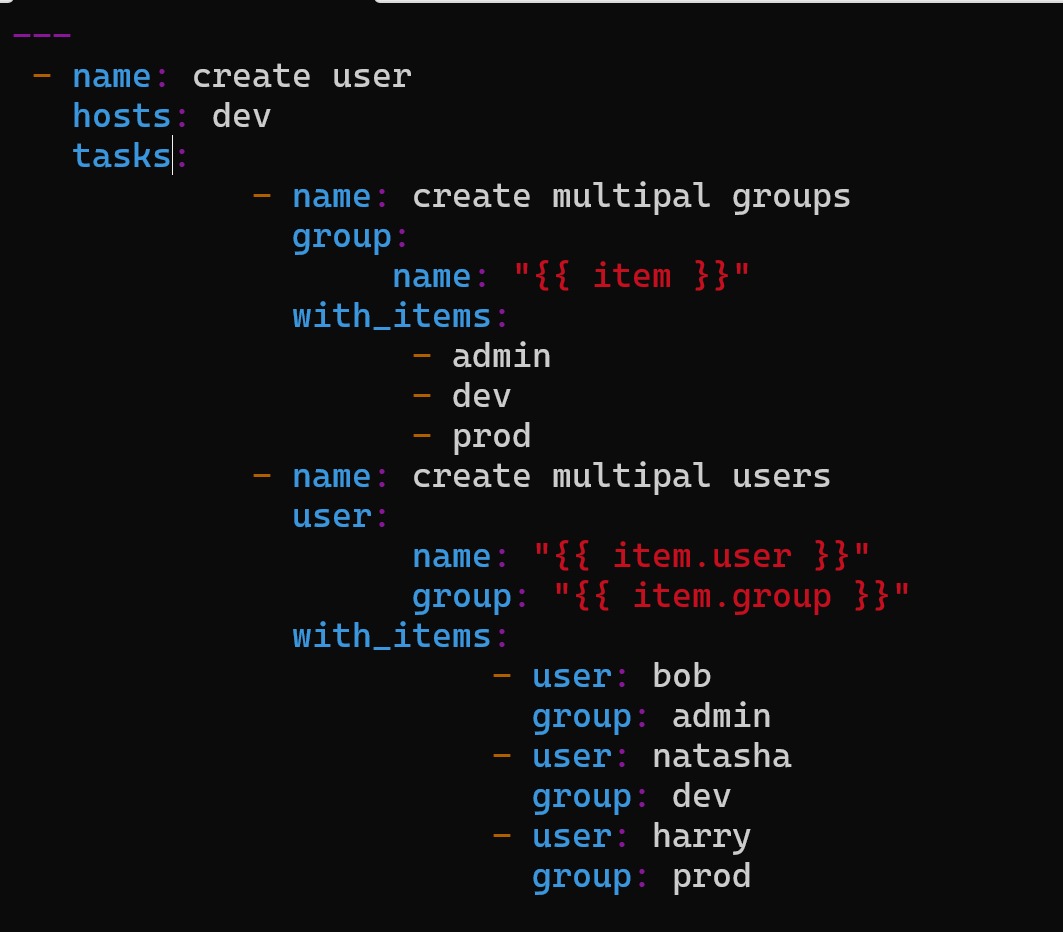 ---
 - name: create user
   hosts: dev
   tasks:
            - name: create multipal groups
              group:
                   name: "{{ item }}"
              with_items:
                    - admin
                    - dev
                    - prod
            - name: create multipal users
              user:
                    name: "{{ item.user }}"
                    group: "{{ item.group }}"
              with_items:
                        - user: bob
                          group: admin
                        - user: natasha
                          group: dev
                        - user: harry
                          group: prod